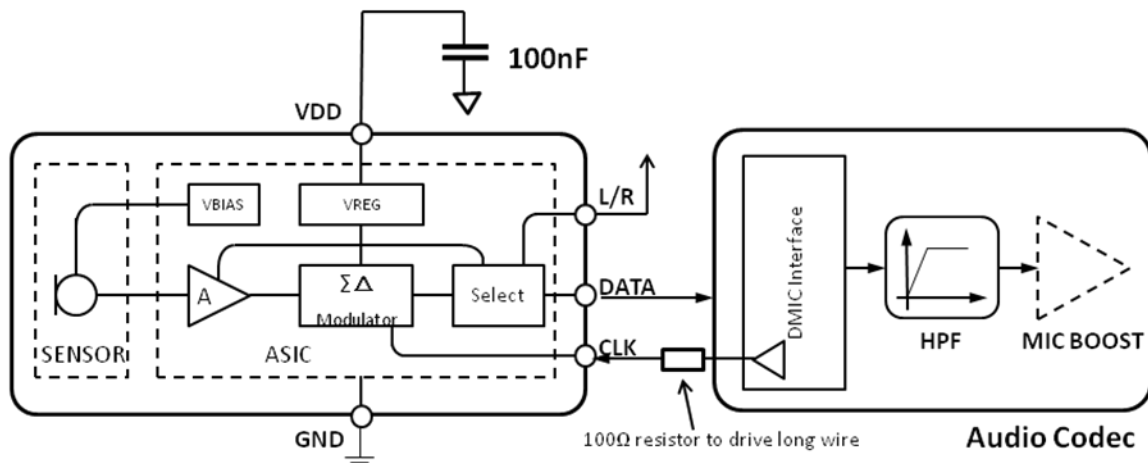 100nF
VDD
L/R
VBIAS
VREG
A
Σ Δ
Modulator
Select
DATA
CLK
SENSOR
ASIC
GND
DMIC Interface
HPF
MIC BOOST
100Ω resistor to drive long wire
Audio Codec